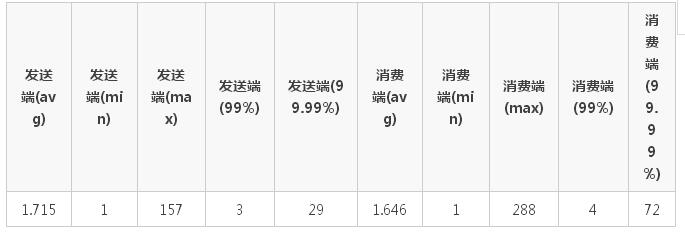 发送端(avg) 发送端(min) 发送端(max) 发送端(99%) 发送端(99.99%) 消费端(avg) 消费端(min) 消费端(max) 消费端(99%) 消费端(99.99%)
1.715 1 157 3 29 1.646 1 288 4 72